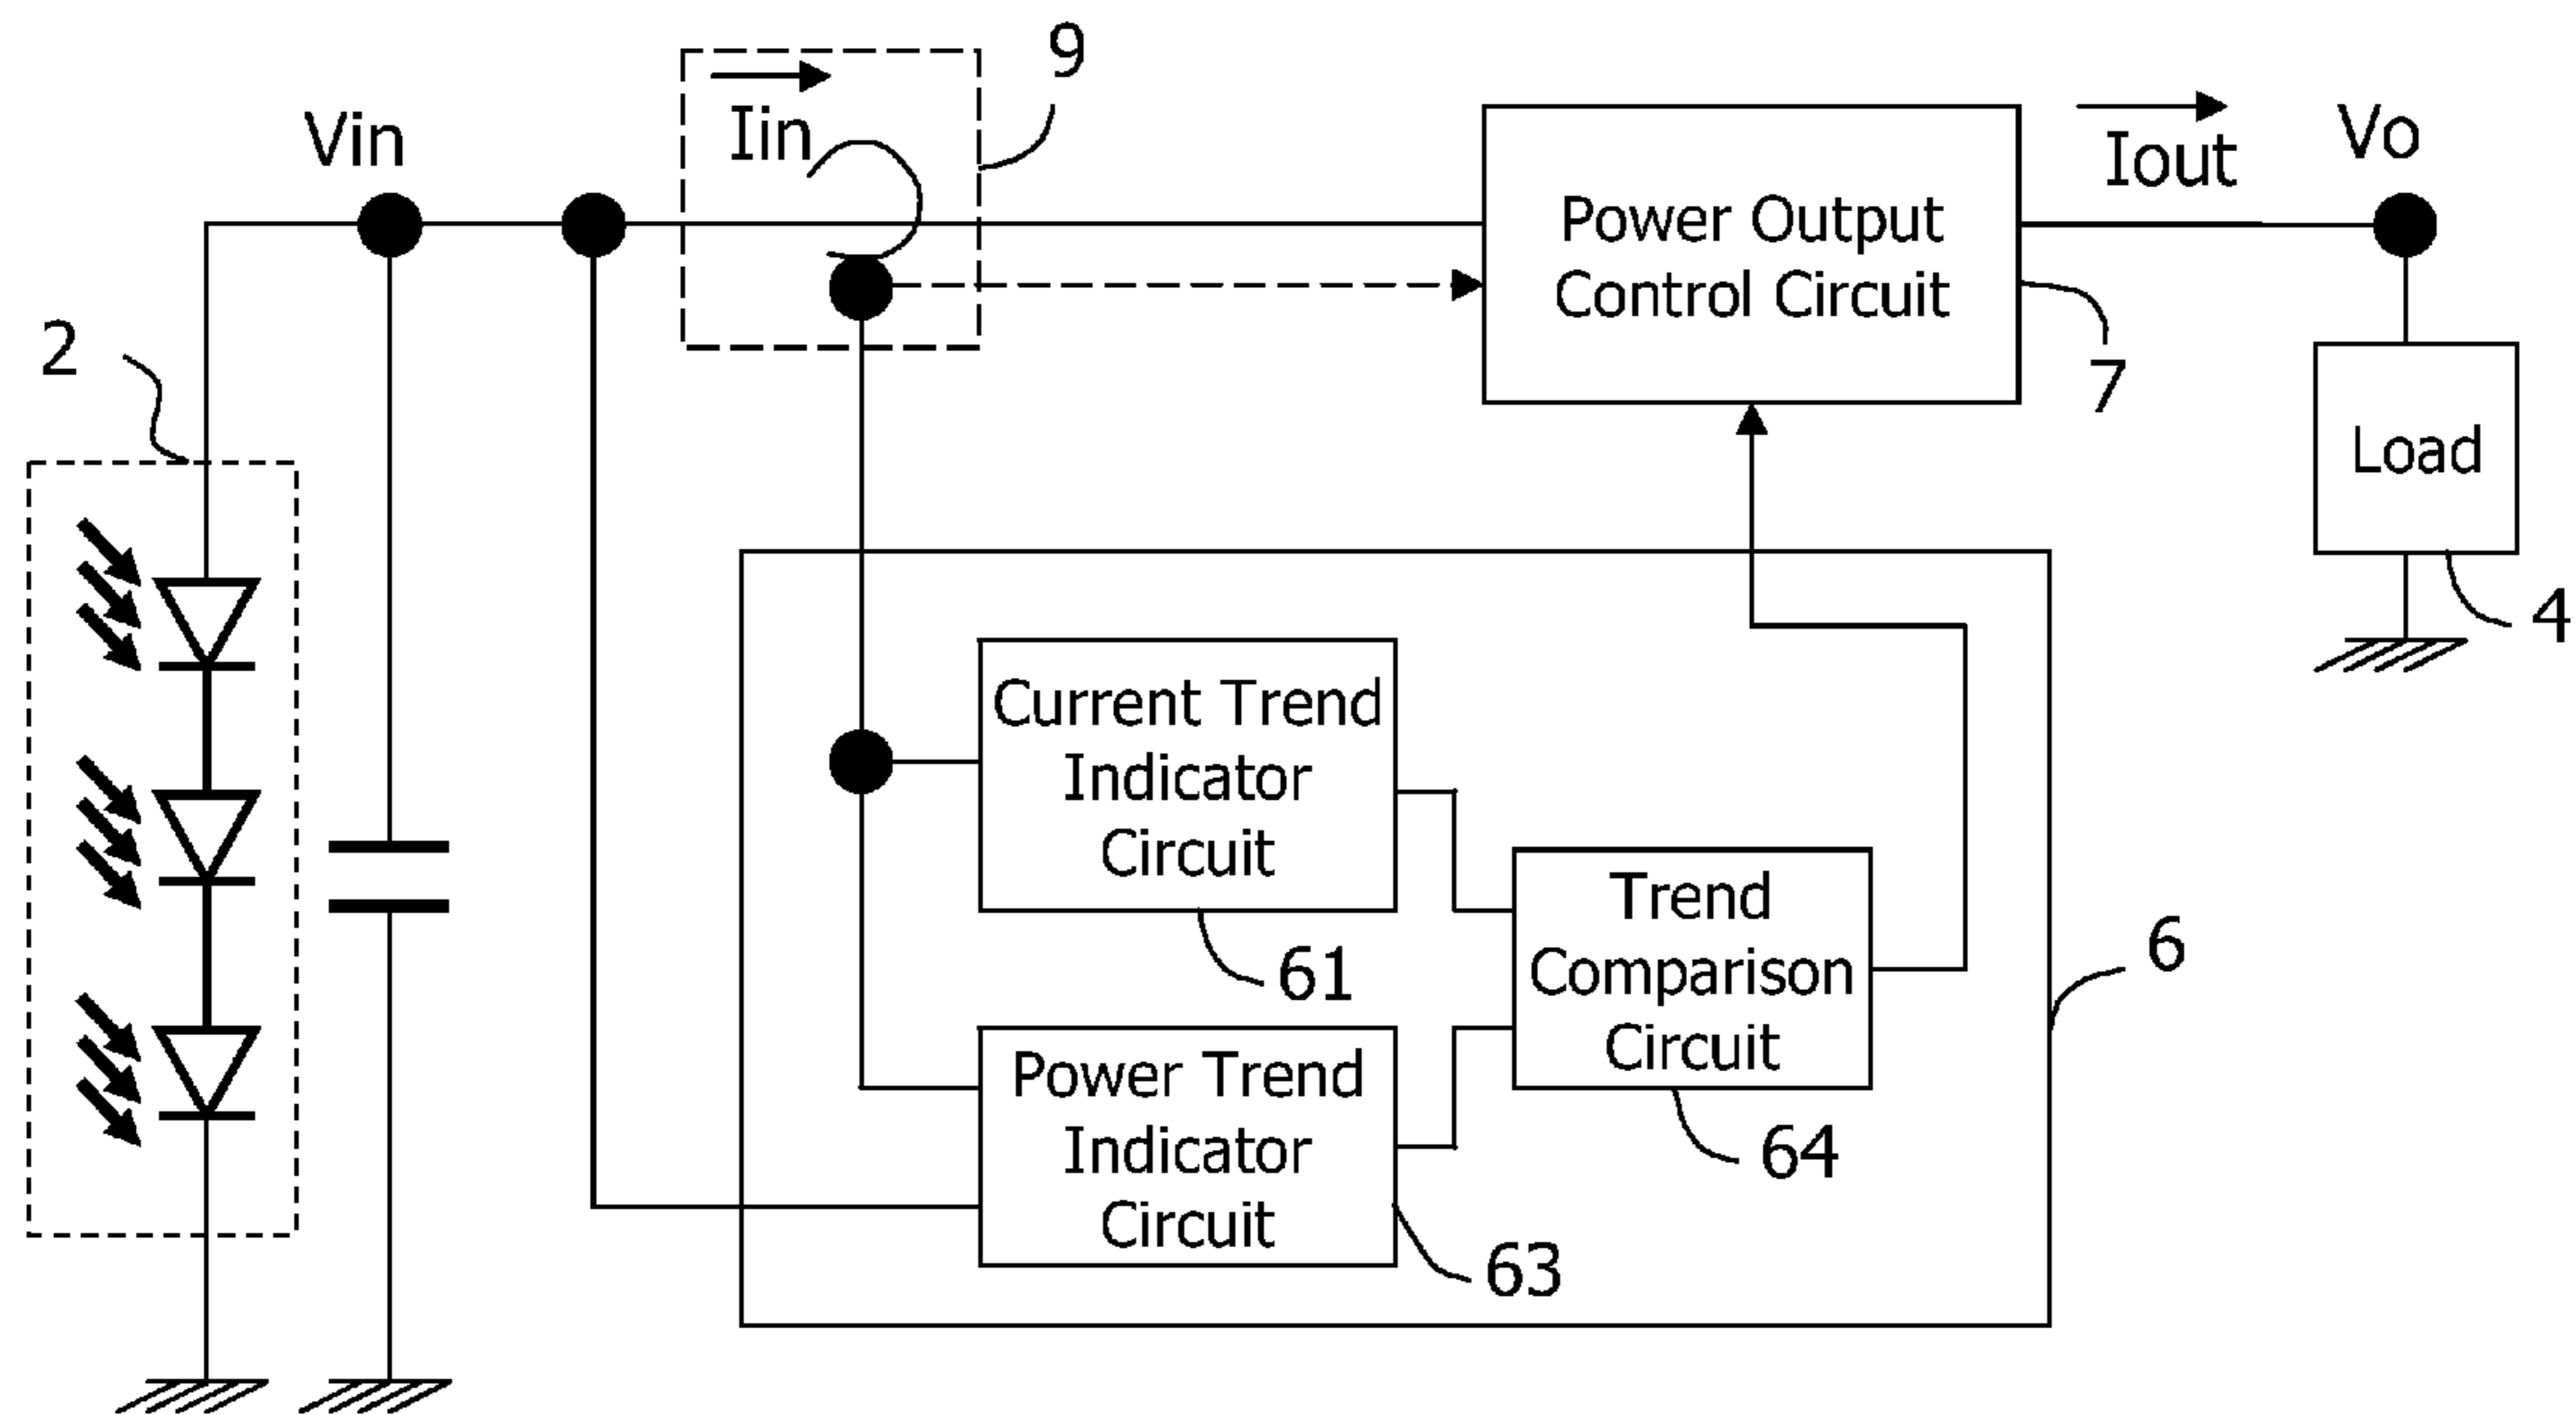 9
Iin
Vin
Iout
Vo
Power Output
Control Circuit
2
7
Load
4
Current Trend
Indicator
Circuit
61
Trend
Comparison
Circuit
6
Power Trend
Indicator
Circuit
64
63